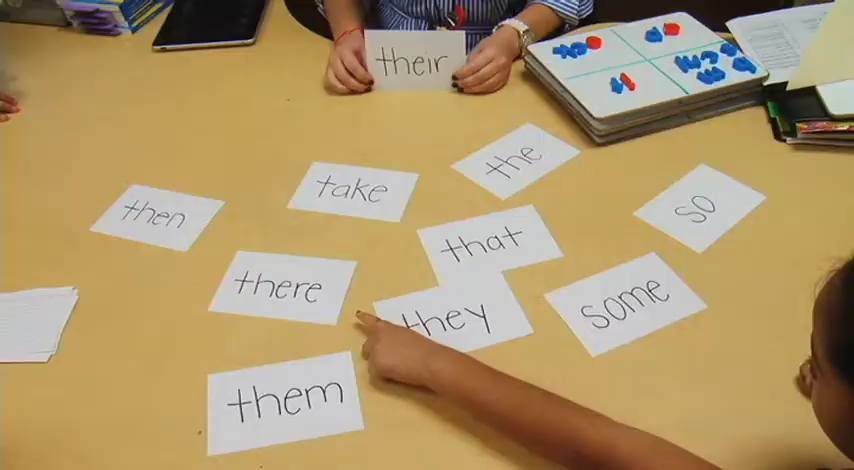 their
the
take
so
then
that
there
some
they
them